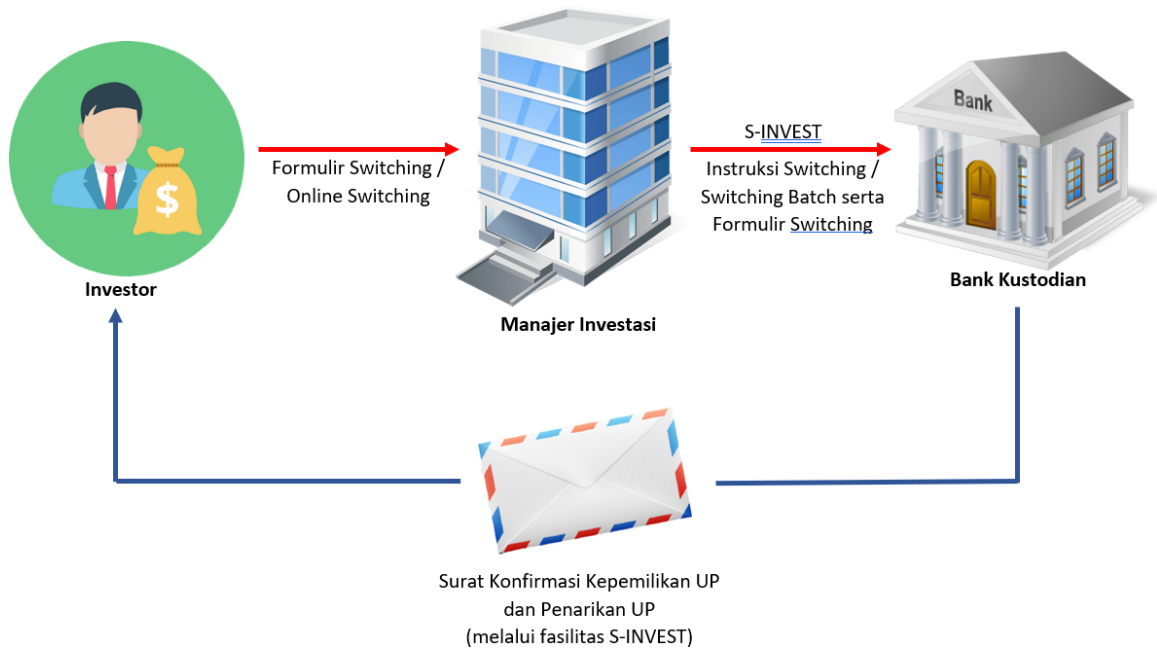 Formulir Switching /
Online Switching
S-INVEST
Instruksi Switching /
Switching Batch serta
Formulir Switching
Bank
$
Investor
Manajer Investasi
Bank Kustodian
Surat Konfirmasi Kepemilikan UP
dan Penarikan UP
(melalui fasilitas S-INVEST)